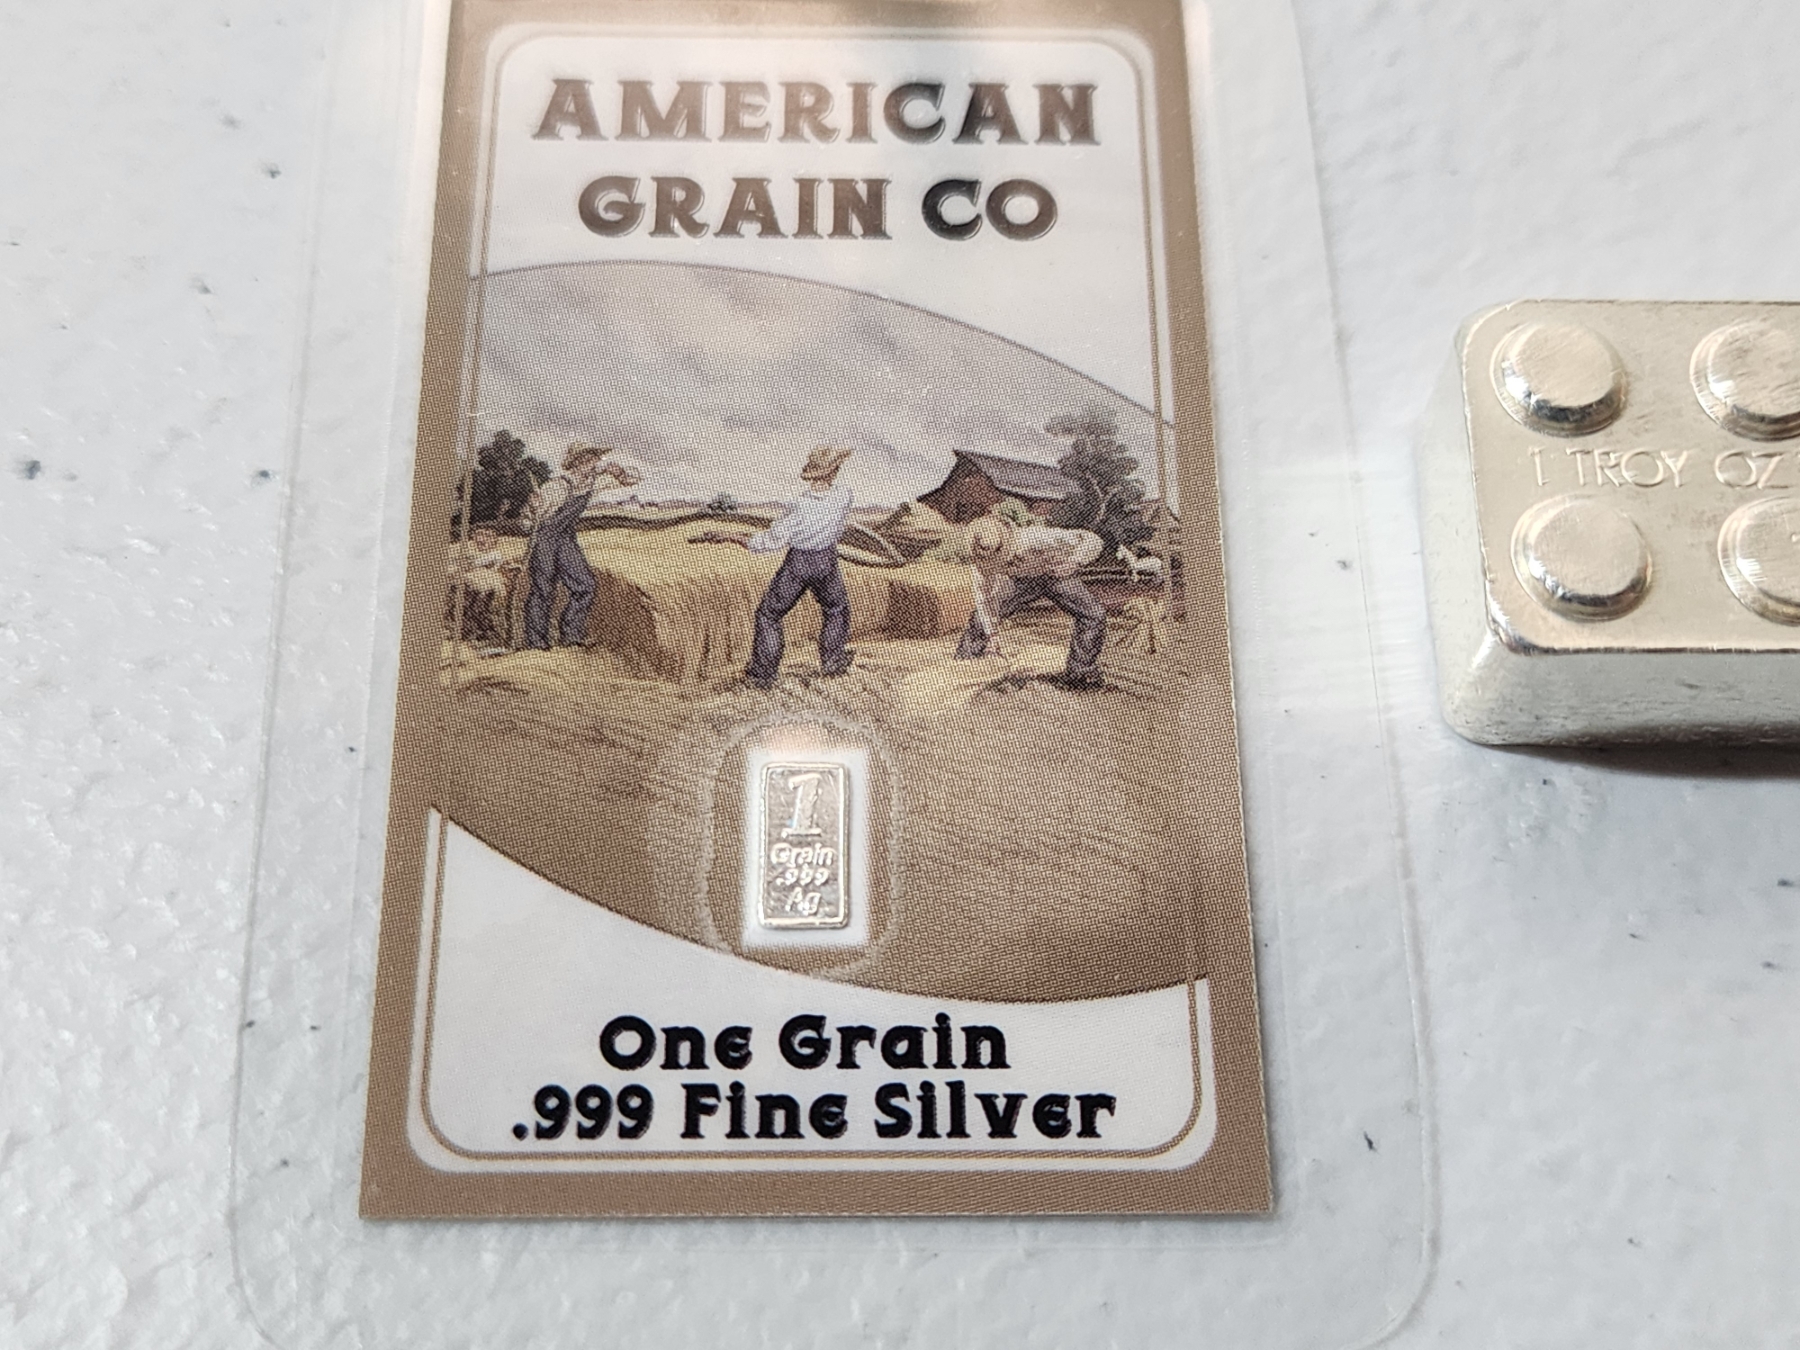 AMERICAN
GRAIN CO
1 TROY OZ
1
Grain
.999
Ag
One Grain
.999 Fine Silver